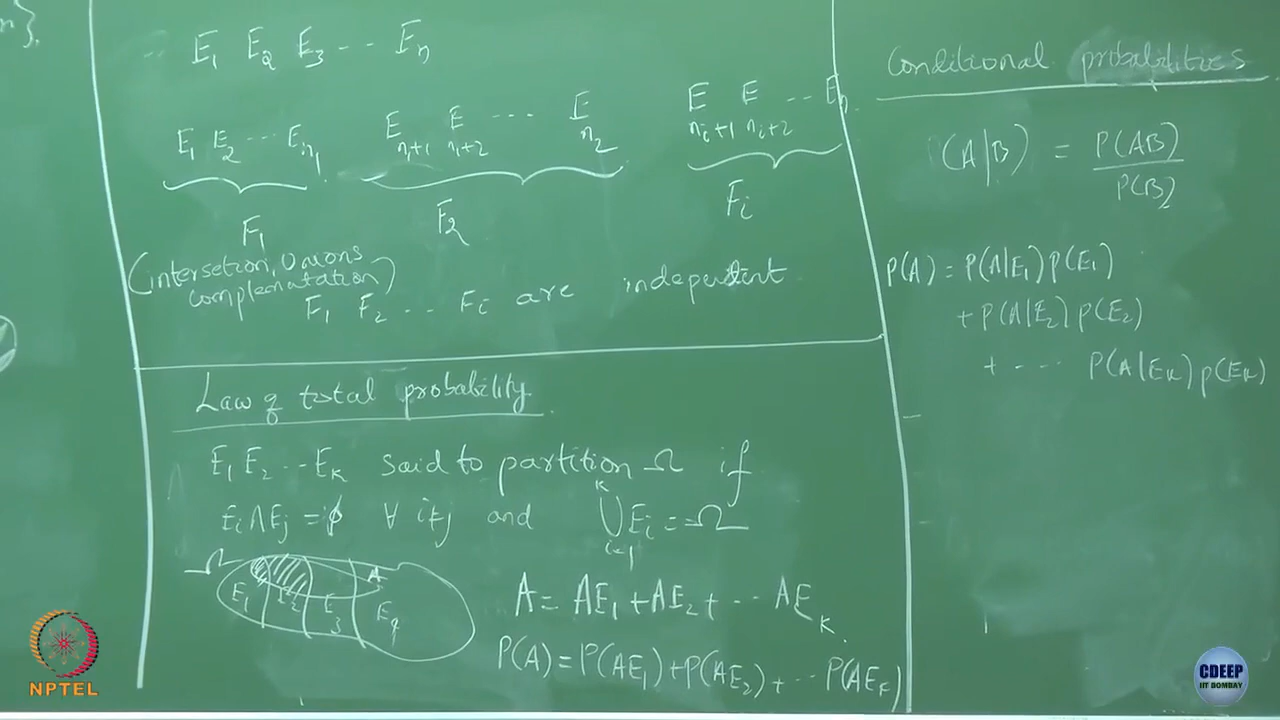 n}.
E₁ E₂ E₃ ... Eₙ
E₁ E₂ ... Eₙ₁ Eₙ₁₊₁ Eₙ₁₊₂ ... Eₙ₂ Eₙᵢ₊₁ Eₙᵢ₊₂ ... Eₙ
F₁ F₂ Fᵢ
(intersetion, Unions
complematation)
F₁ F₂ ... Fᵢ are independent
Law of total probability
E₁ E₂ ... Eₖ said to partition Ω if
Eᵢ ∩ Eⱼ = ϕ ∀ i≠j and ⋃ᵢ₌₁ᵏ Eᵢ = Ω
Ω E₁ E₂ E₃ E₄ A
A = AE₁ + AE₂ + ... AEₖ.
P(A) = P(AE₁) + P(AE₂) + ... P(AEₖ)
Conditional probabilities
(A|B) = P(AB) / P(B)
P(A) = P(A|E₁) P(E₁)
+ P(A|E₂) P(E₂)
+ ... P(A|Eₖ) P(Eₖ)
NPTEL
CDEEP
IIT BOMBAY